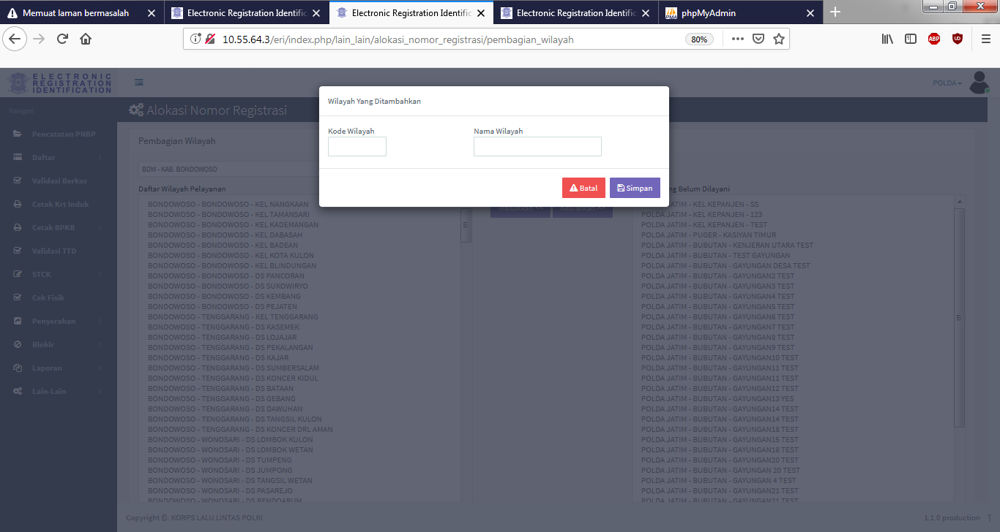 Memuat laman bermasalah
Electronic Registration Identific
Electronic Registration Identific
Electronic Registration Identific
phpMyAdmin
10.55.64.3/eri/index.php/lain_lain/alokasi_nomor_registrasi/pembagian_wilayah
80%
ABP
ELECTRONIC
REGISTRATION
IDENTIFICATION
POLDA
Navigasi
Pencatatan PNBP
Daftar
Validasi Berkas
Cetak Krt Induk
Cetak BPKB
Validasi TTD
STCK
Cek Fisik
Penyerahan
Blokir
Laporan
Lain-Lain
Alokasi Nomor Registrasi
Pembagian Wilayah
BDW - KAB. BONDOWOSO
Wilayah Yang Ditambahkan
Kode Wilayah
Nama Wilayah
Batal
Simpan
Daftar Wilayah Pelayanan
BONDOWOSO - BONDOWOSO - KEL NANGKAAN
BONDOWOSO - BONDOWOSO - KEL TAMANSARI
BONDOWOSO - BONDOWOSO - KEL KADEMANGAN
BONDOWOSO - BONDOWOSO - KEL DABASAH
BONDOWOSO - BONDOWOSO - KEL BADEAN
BONDOWOSO - BONDOWOSO - KEL KOTA KULON
BONDOWOSO - BONDOWOSO - KEL BLINDUNGAN
BONDOWOSO - BONDOWOSO - DS PANCORAN
BONDOWOSO - BONDOWOSO - DS SUKOWIRYO
BONDOWOSO - BONDOWOSO - DS KEMBANG
BONDOWOSO - BONDOWOSO - DS PEJATEN
BONDOWOSO - TENGGARANG - KEL TENGGARANG
BONDOWOSO - TENGGARANG - DS KASEMEK
BONDOWOSO - TENGGARANG - DS LOJAJAR
BONDOWOSO - TENGGARANG - DS PEKALANGAN
BONDOWOSO - TENGGARANG - DS KAJAR
BONDOWOSO - TENGGARANG - DS SUMBERSALAM
BONDOWOSO - TENGGARANG - DS KONCER KIDUL
BONDOWOSO - TENGGARANG - DS BATAAN
BONDOWOSO - TENGGARANG - DS GEBANG
BONDOWOSO - TENGGARANG - DS DAWUHAN
BONDOWOSO - TENGGARANG - DS TANGSIL KULON
BONDOWOSO - TENGGARANG - DS KONCER DRL AMAN
BONDOWOSO - WONOSARI - DS LOMBOK KULON
BONDOWOSO - WONOSARI - DS LOMBOK WETAN
BONDOWOSO - WONOSARI - DS TUMPENG
BONDOWOSO - WONOSARI - DS JUMPONG
BONDOWOSO - WONOSARI - DS TANGSIL WETAN
BONDOWOSO - WONOSARI - DS PASAREJO
BONDOWOSO - WONOSARI - DS BENDOARUM
Masukkan <<
Keluarkan >>
Belum Dilayani
POLDA JATIM - KEL KEPANJEN - SS
POLDA JATIM - KEL KEPANJEN - 123
POLDA JATIM - KEL KEPANJEN - TEST
POLDA JATIM - PUGER - KASIYAN TIMUR
POLDA JATIM - BUBUTAN - KENJERAN UTARA TEST
POLDA JATIM - BUBUTAN - TEST GAYUNGAN
POLDA JATIM - BUBUTAN - GAYUNGAN DESA TEST
POLDA JATIM - BUBUTAN - GAYUNGAN2 TEST
POLDA JATIM - BUBUTAN - GAYUNGAN3 TEST
POLDA JATIM - BUBUTAN - GAYUNGAN4 TEST
POLDA JATIM - BUBUTAN - GAYUNGAN5 TEST
POLDA JATIM - BUBUTAN - GAYUNGAN6 TEST
POLDA JATIM - BUBUTAN - GAYUNGAN7 TEST
POLDA JATIM - BUBUTAN - GAYUNGAN8 TEST
POLDA JATIM - BUBUTAN - GAYUNGAN9 TEST
POLDA JATIM - BUBUTAN - GAYUNGAN10 TEST
POLDA JATIM - BUBUTAN - GAYUNGAN11 TEST
POLDA JATIM - BUBUTAN - GAYUNGAN11 TEST
POLDA JATIM - BUBUTAN - GAYUNGAN12 TEST
POLDA JATIM - BUBUTAN - GAYUNGAN13 YES
POLDA JATIM - BUBUTAN - GAYUNGAN14 TEST
POLDA JATIM - BUBUTAN - GAYUNGAN14 TEST
POLDA JATIM - BUBUTAN - GAYUNGAN18 TEST
POLDA JATIM - BUBUTAN - GAYUNGAN15 TEST
POLDA JATIM - BUBUTAN - GAYUNGAN18 TEST
POLDA JATIM - BUBUTAN - GAYUNGAN20 TEST
POLDA JATIM - BUBUTAN - GAYUNGAN 20 TEST
POLDA JATIM - BUBUTAN - GAYUNGAN 4 TEST
POLDA JATIM - BUBUTAN - GAYUNGAN21 TEST
POLDA JATIM - BUBUTAN - GAYUNGAN21 TEST
Copyright ©. KORPS LALU LINTAS POLRI
1.1.0 production